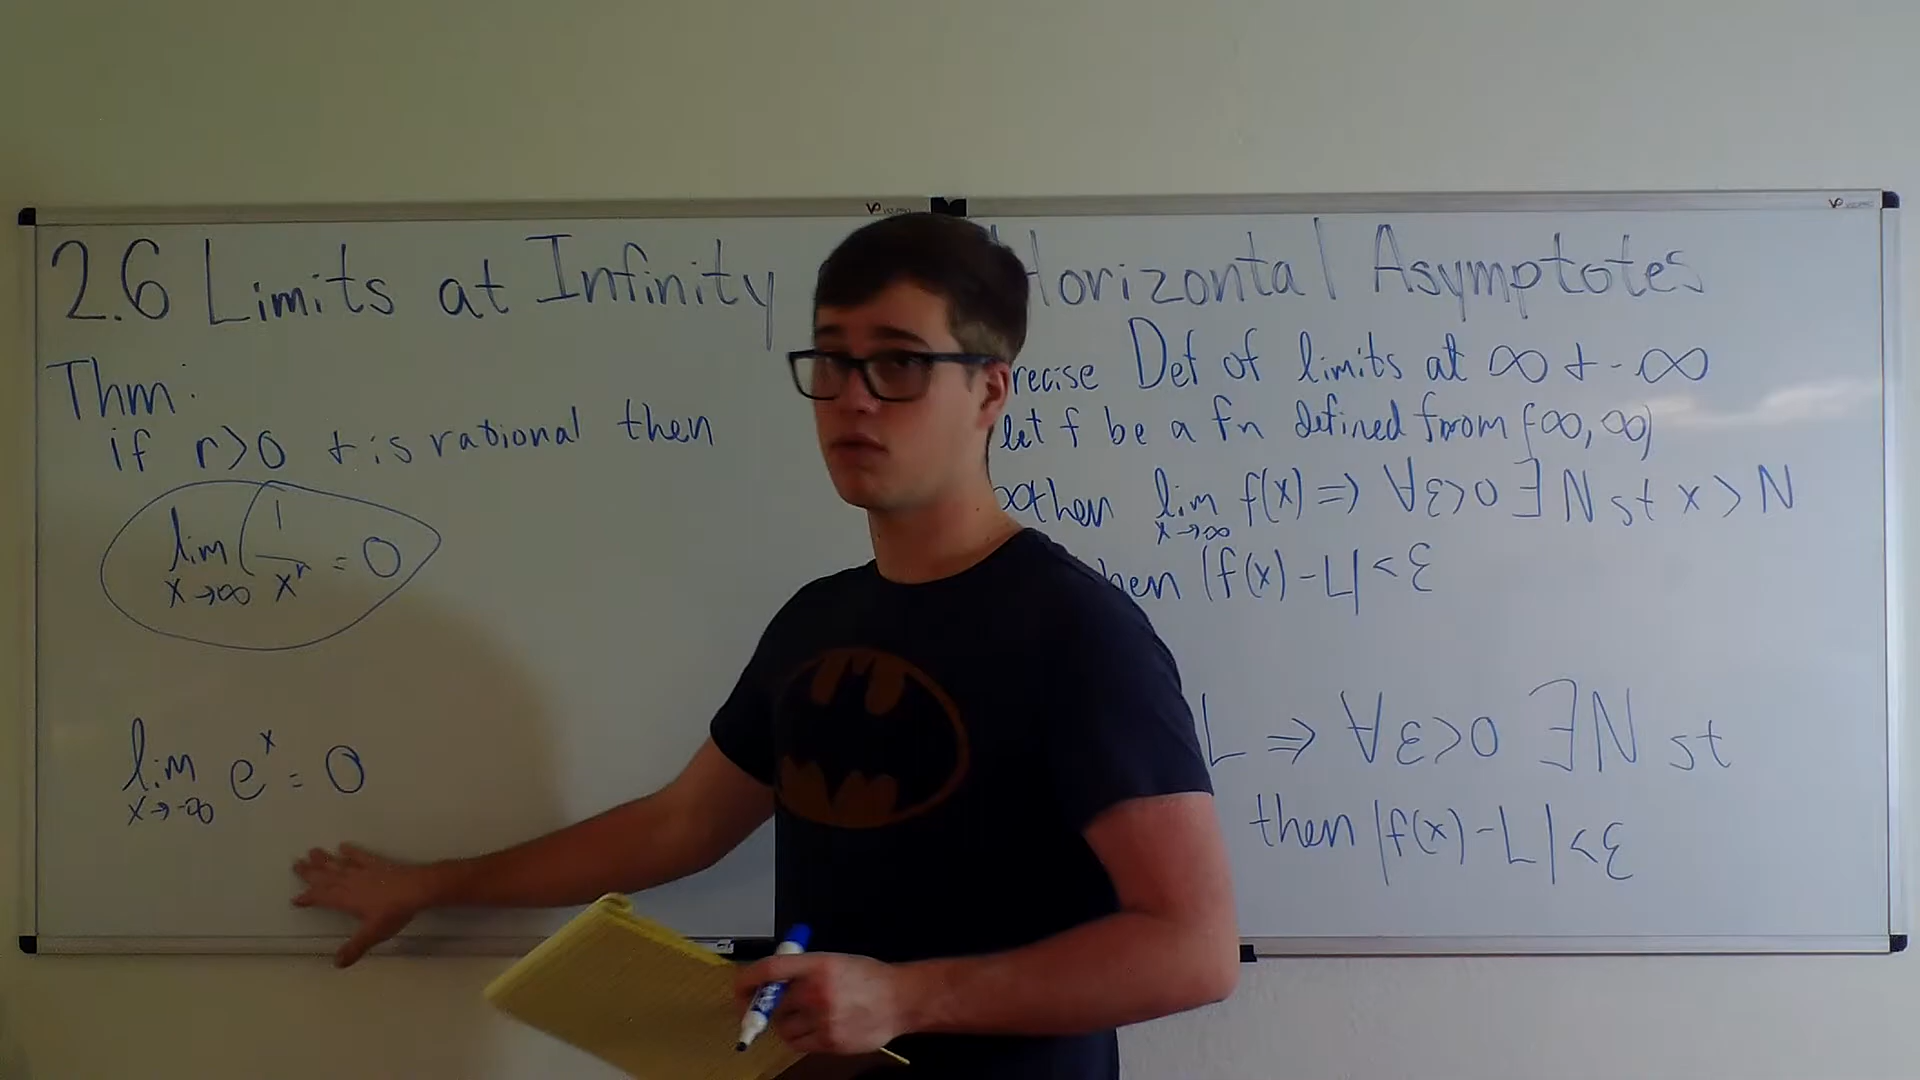 2.6 Limits at Infinity Horizontal Asymptotes
Thm:
if r>0 + is rational then
lim x→∞ 1/x^r = 0
lim x→-∞ e^x = 0
recise Def of limits at ∞ + -∞
let f be a fn defined from [-∞, ∞)
then lim x→∞ f(x) => ∀ε>0 ∃ N st x > N
hen |f(x) - L| < ε
L => ∀ε>0 ∃N st
then |f(x) - L| < ε